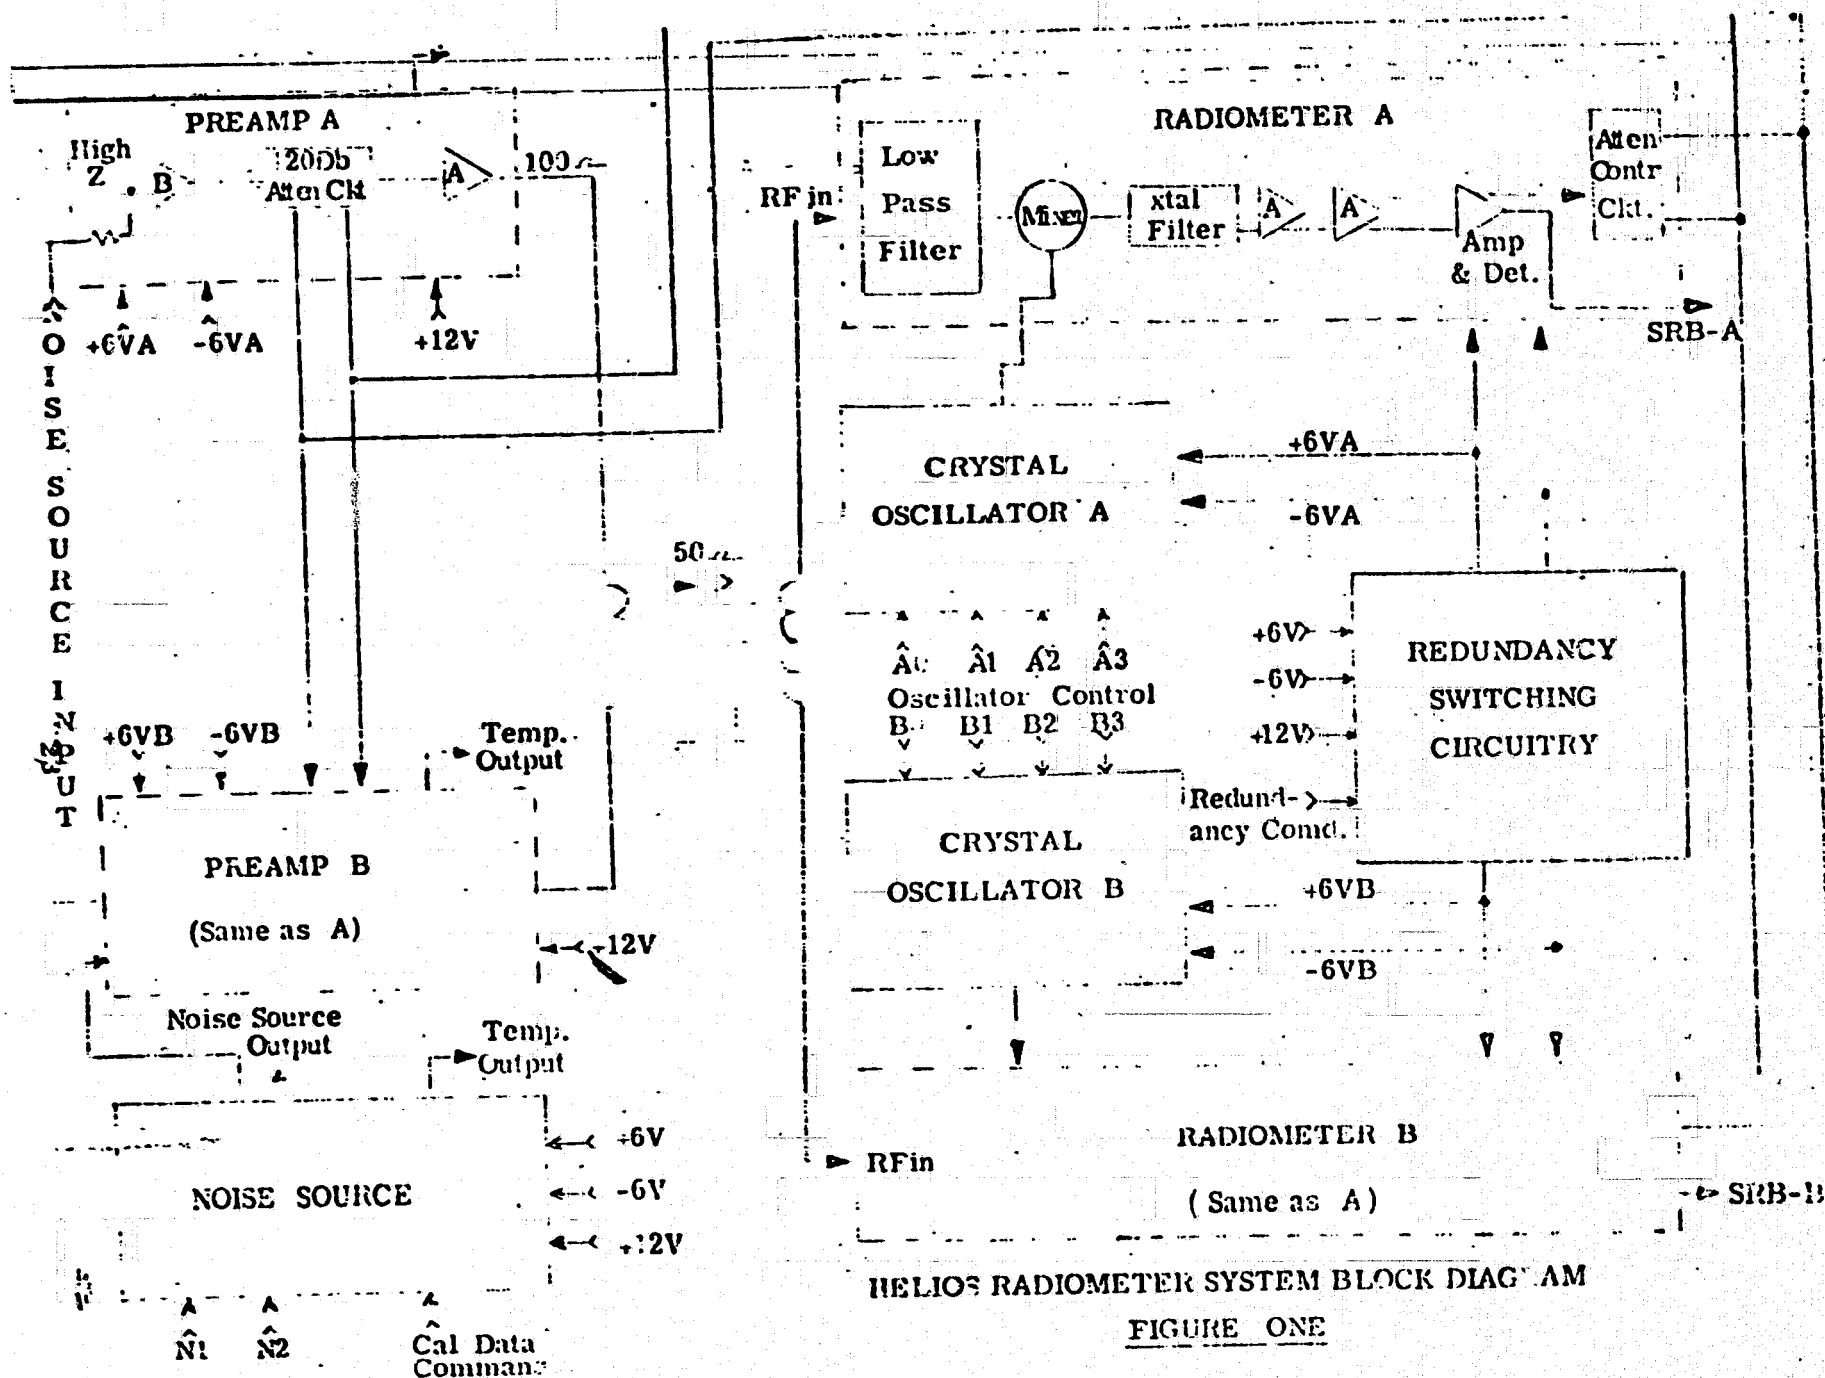 PREAMP A
High
Z
B
20Db
Atten Ckt
A
100
+6VA
-6VA
+12V
NOISE SOURCE INPUT
RADIOMETER A
RF in
Low
Pass
Filter
Mixer
xtal
Filter
A
A
Amp
& Det.
Atten
Contr
Ckt.
SRB-A
CRYSTAL
OSCILLATOR A
+6VA
-6VA
50
A1 A2 A3
Oscillator Control
B1 B2 B3
+6V
-6V
+12V
Redund-
ancy Comd.
REDUNDANCY
SWITCHING
CIRCUITRY
+6VB
-6VB
Temp.
Output
PREAMP B
(Same as A)
+12V
CRYSTAL
OSCILLATOR B
+6VB
-6VB
Noise Source
Output
Temp.
Output
NOISE SOURCE
+6V
-6V
+12V
N1 N2
Cal Data
RFin
RADIOMETER B
(Same as A)
SRB-B
HELIOS RADIOMETER SYSTEM BLOCK DIAGRAM
FIGURE ONE